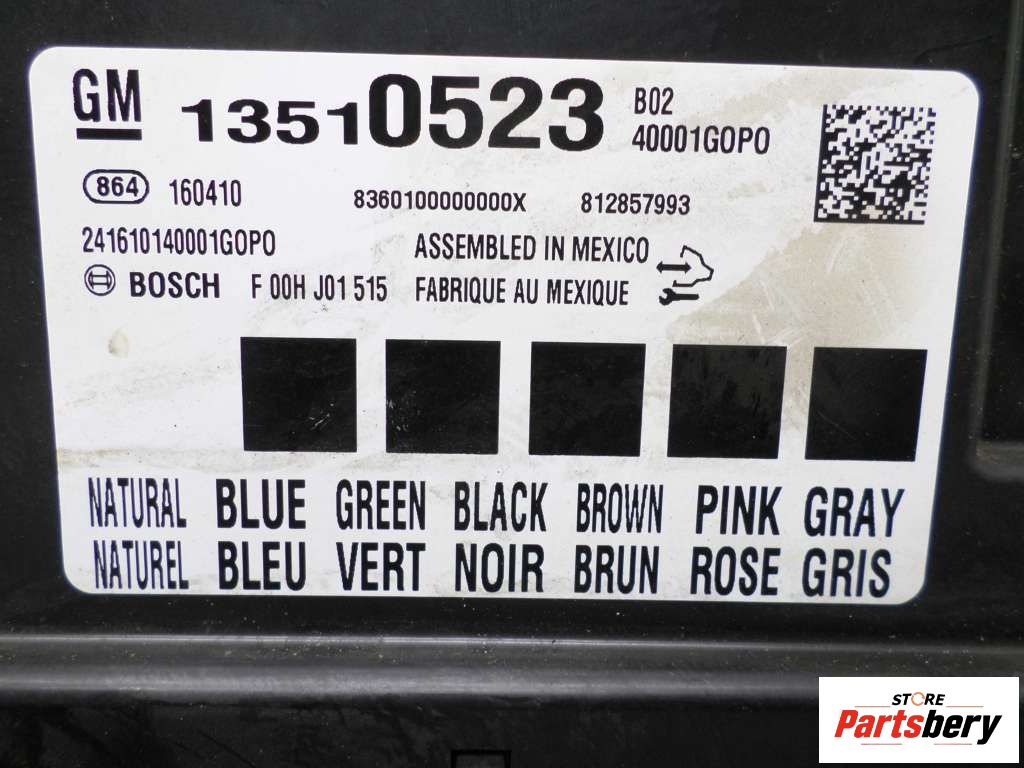 GM 13510523 B02
40001GOPO
864 160410 8360100000000X 812857993
241610140001GOPO ASSEMBLED IN MEXICO
BOSCH F 00H J01 515 FABRIQUE AU MEXIQUE
NATURAL BLUE GREEN BLACK BROWN PINK GRAY
NATUREL BLEU VERT NOIR BRUN ROSE GRIS
STORE
Partsbery